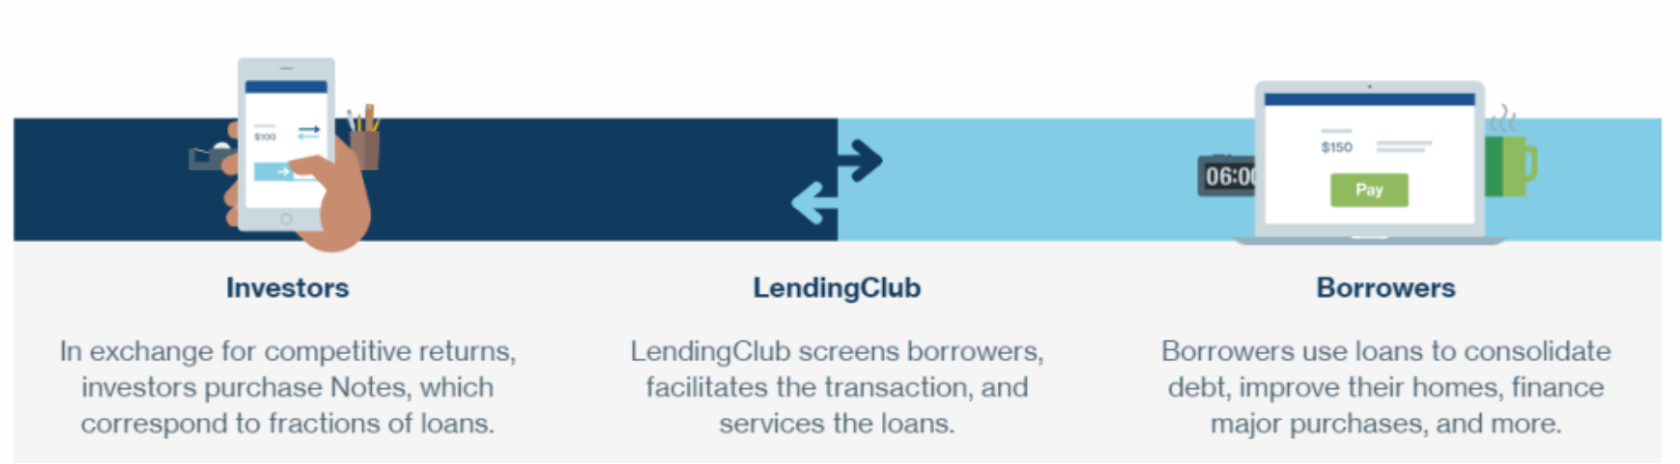 $100
06:00
$150
Pay
Investors
In exchange for competitive returns,
investors purchase Notes, which
correspond to fractions of loans.
LendingClub
LendingClub screens borrowers,
facilitates the transaction, and
services the loans.
Borrowers
Borrowers use loans to consolidate
debt, improve their homes, finance
major purchases, and more.